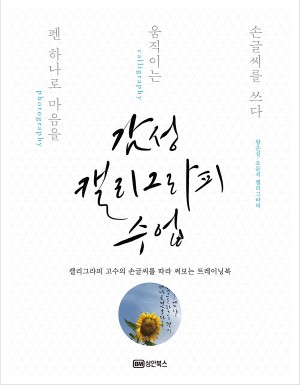 손글씨를 쓰다
움직이는
calligraphy
펜 하나로 마음을
photography
감성
캘리그라피
수업
캘리그라피 고수의 손글씨를 따라 써보는 트레이닝북
BM 성안북스